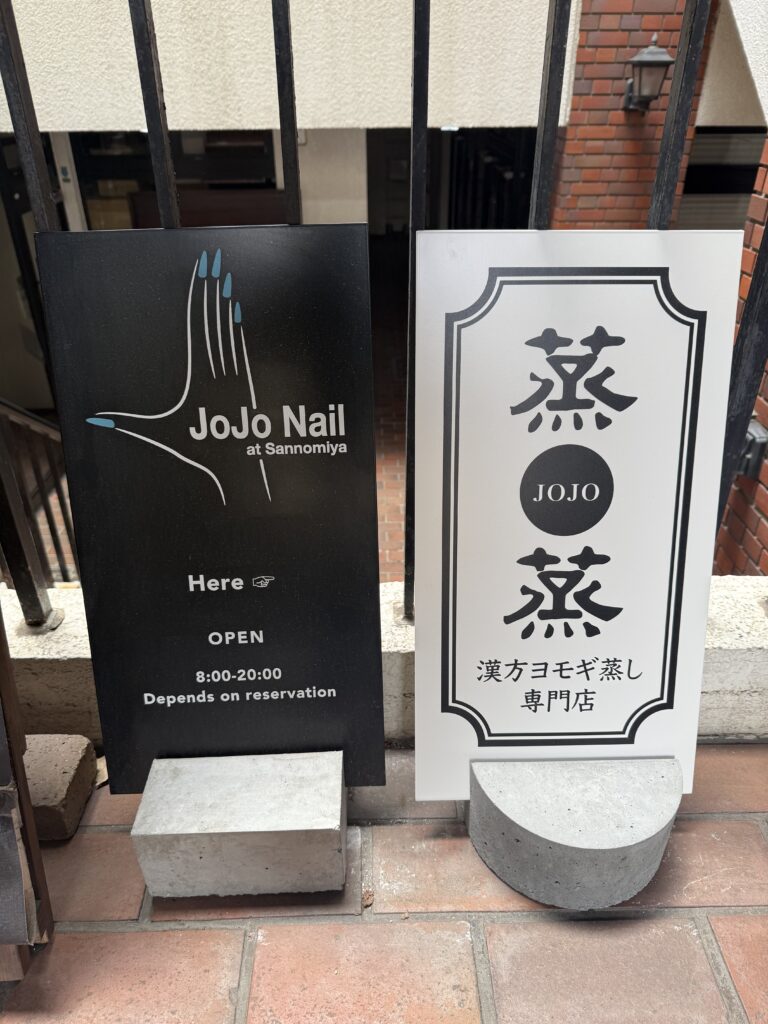 JoJo Nail
at Sannomiya
Here ☞
OPEN
8:00-20:00
Depends on reservation
蒸
JOJO
蒸
漢方ヨモギ蒸し
専門店